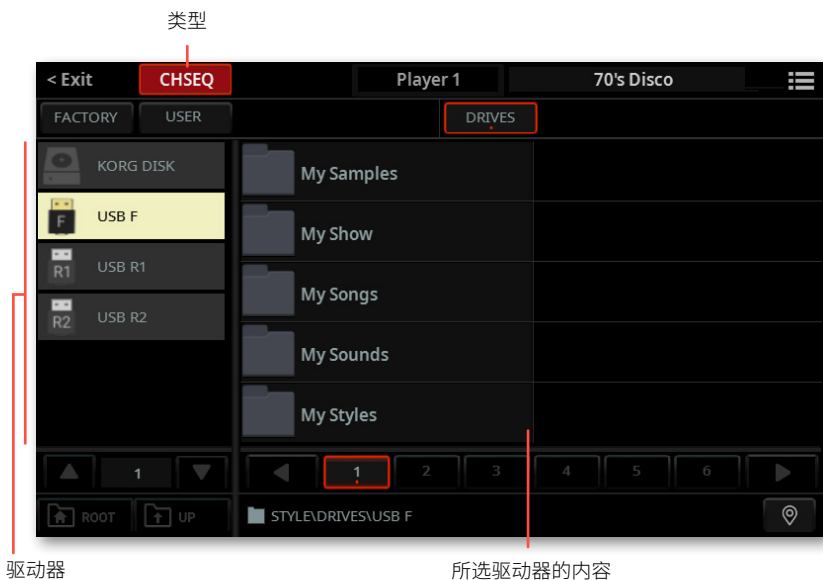 类型
< Exit CHSEQ Player 1 70's Disco
FACTORY USER DRIVES
KORG DISK
F USB F
R1 USB R1
R2 USB R2
My Samples
My Show
My Songs
My Sounds
My Styles
1 1 2 3 4 5 6
ROOT UP STYLE\DRIVES\USB F
驱动器 所选驱动器的内容